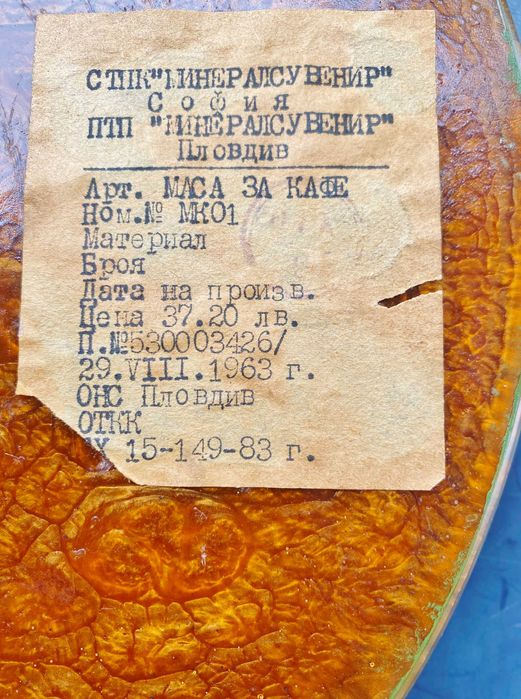 СТПК "МИНЕРАЛСУВЕНИР"
София
ПТП "МИНЕРАЛСУВЕНИР"
Пловдив
Арт. МАСА ЗА КАФЕ
Ном.№ МК01
Материал
Броя
Дата на произв.
Цена 37.20 лв.
П.№530003426/
29.VIII.1963 г.
ОНС Пловдив
ОТКК
15-149-83 г.